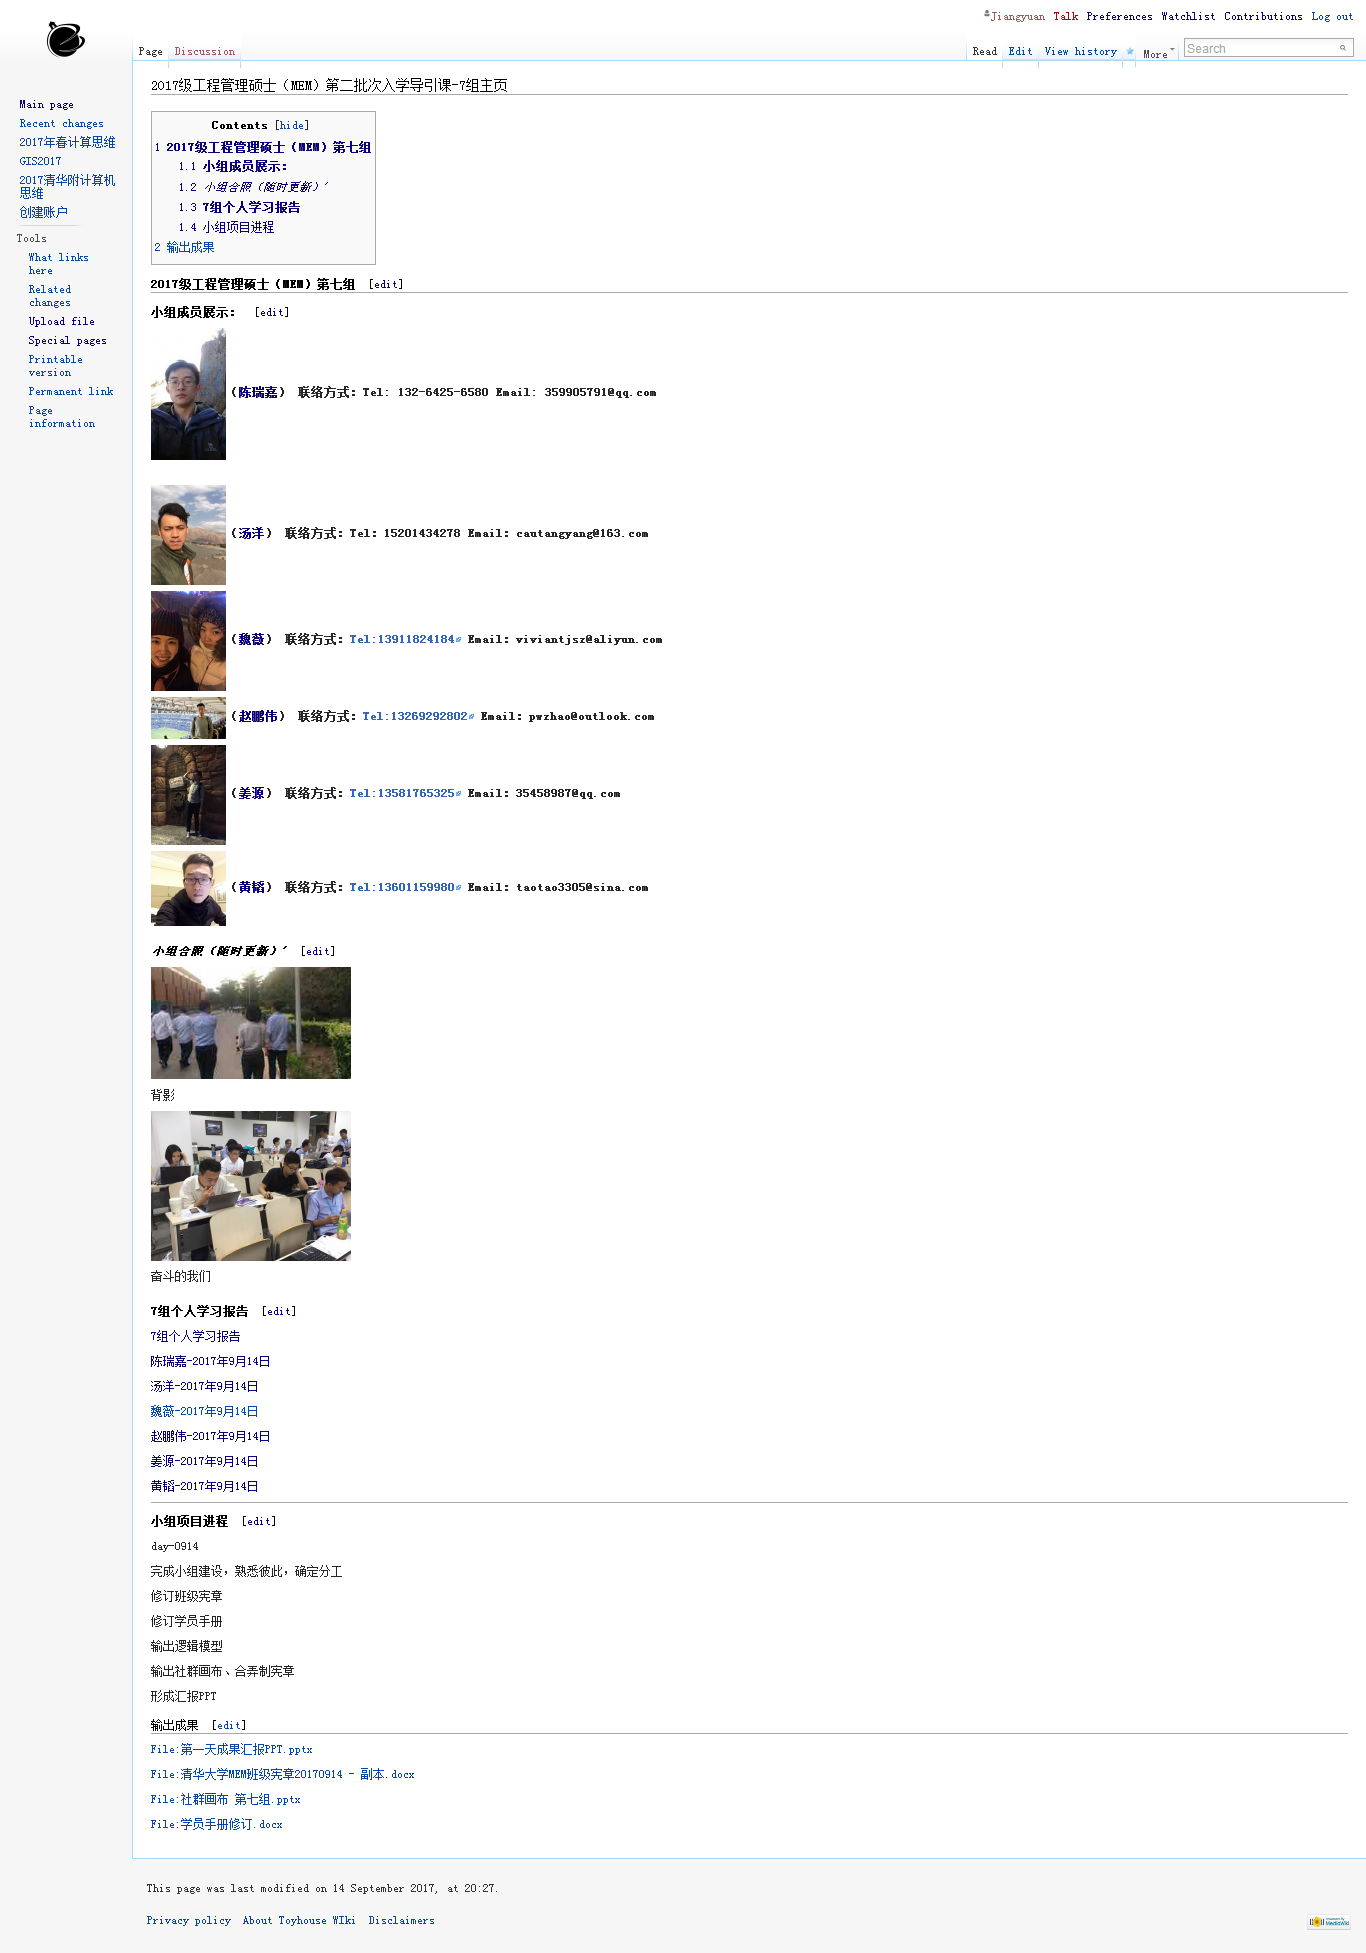 Jiangyuan Talk Preferences Watchlist Contributions Log out
Page Discussion Read Edit View history More Search
Main page
Recent changes
2017年春计算思维
GIS2017
2017清华附计算机
思维
创建账户
Tools
What links
here
Related
changes
Upload file
Special pages
Printable
version
Permanent link
Page
information
2017级工程管理硕士（MEM）第二批次入学导引课-7组主页
Contents [hide]
1 2017级工程管理硕士（MEM）第七组
1.1 小组成员展示：
1.2 小组合照（随时更新）'
1.3 7组个人学习报告
1.4 小组项目进程
2 输出成果
2017级工程管理硕士（MEM）第七组 [edit]
小组成员展示： [edit]
（陈瑞嘉） 联络方式：Tel: 132-6425-6580 Email: 359905791@qq.com
（汤洋） 联络方式：Tel: 15201434278 Email: cautangyang@163.com
（魏薇） 联络方式：Tel:13911824184 Email: viviantjsz@aliyun.com
（赵鹏伟） 联络方式：Tel:13269292802 Email: pwzhao@outlook.com
（姜源） 联络方式：Tel:13581765325 Email: 35458987@qq.com
（黄韬） 联络方式：Tel:13601159980 Email: taotao3305@sina.com
小组合照（随时更新）' [edit]
背影
奋斗的我们
7组个人学习报告 [edit]
7组个人学习报告
陈瑞嘉-2017年9月14日
汤洋-2017年9月14日
魏薇-2017年9月14日
赵鹏伟-2017年9月14日
姜源-2017年9月14日
黄韬-2017年9月14日
小组项目进程 [edit]
day-0914
完成小组建设，熟悉彼此，确定分工
修订班级宪章
修订学员手册
输出逻辑模型
输出社群画布、合弄制宪章
形成汇报PPT
输出成果 [edit]
File:第一天成果汇报PPT.pptx
File:清华大学MEM班级宪章20170914 - 副本.docx
File:社群画布 第七组.pptx
File:学员手册修订.docx
This page was last modified on 14 September 2017, at 20:27.
Privacy policy About Toyhouse WIki Disclaimers
Powered By
MediaWiki